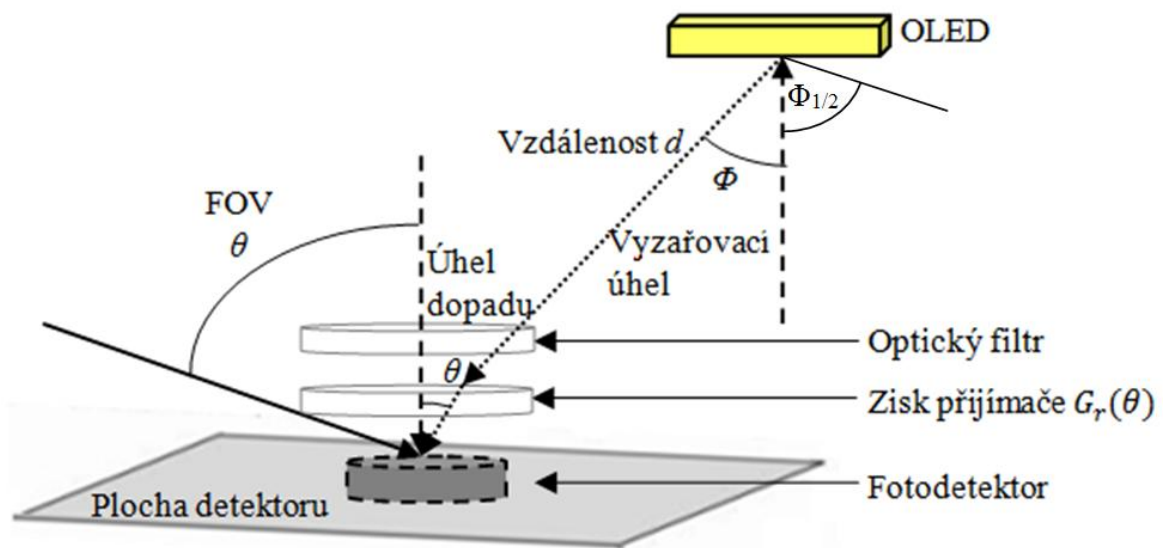 OLED
Φ1/2
Vzdálenost d
Φ
FOV
θ
Úhel
dopadu
Vyzařovací
úhel
Optický filtr
θ
Zisk přijímače Gr(θ)
Fotodetektor
Plocha detektoru